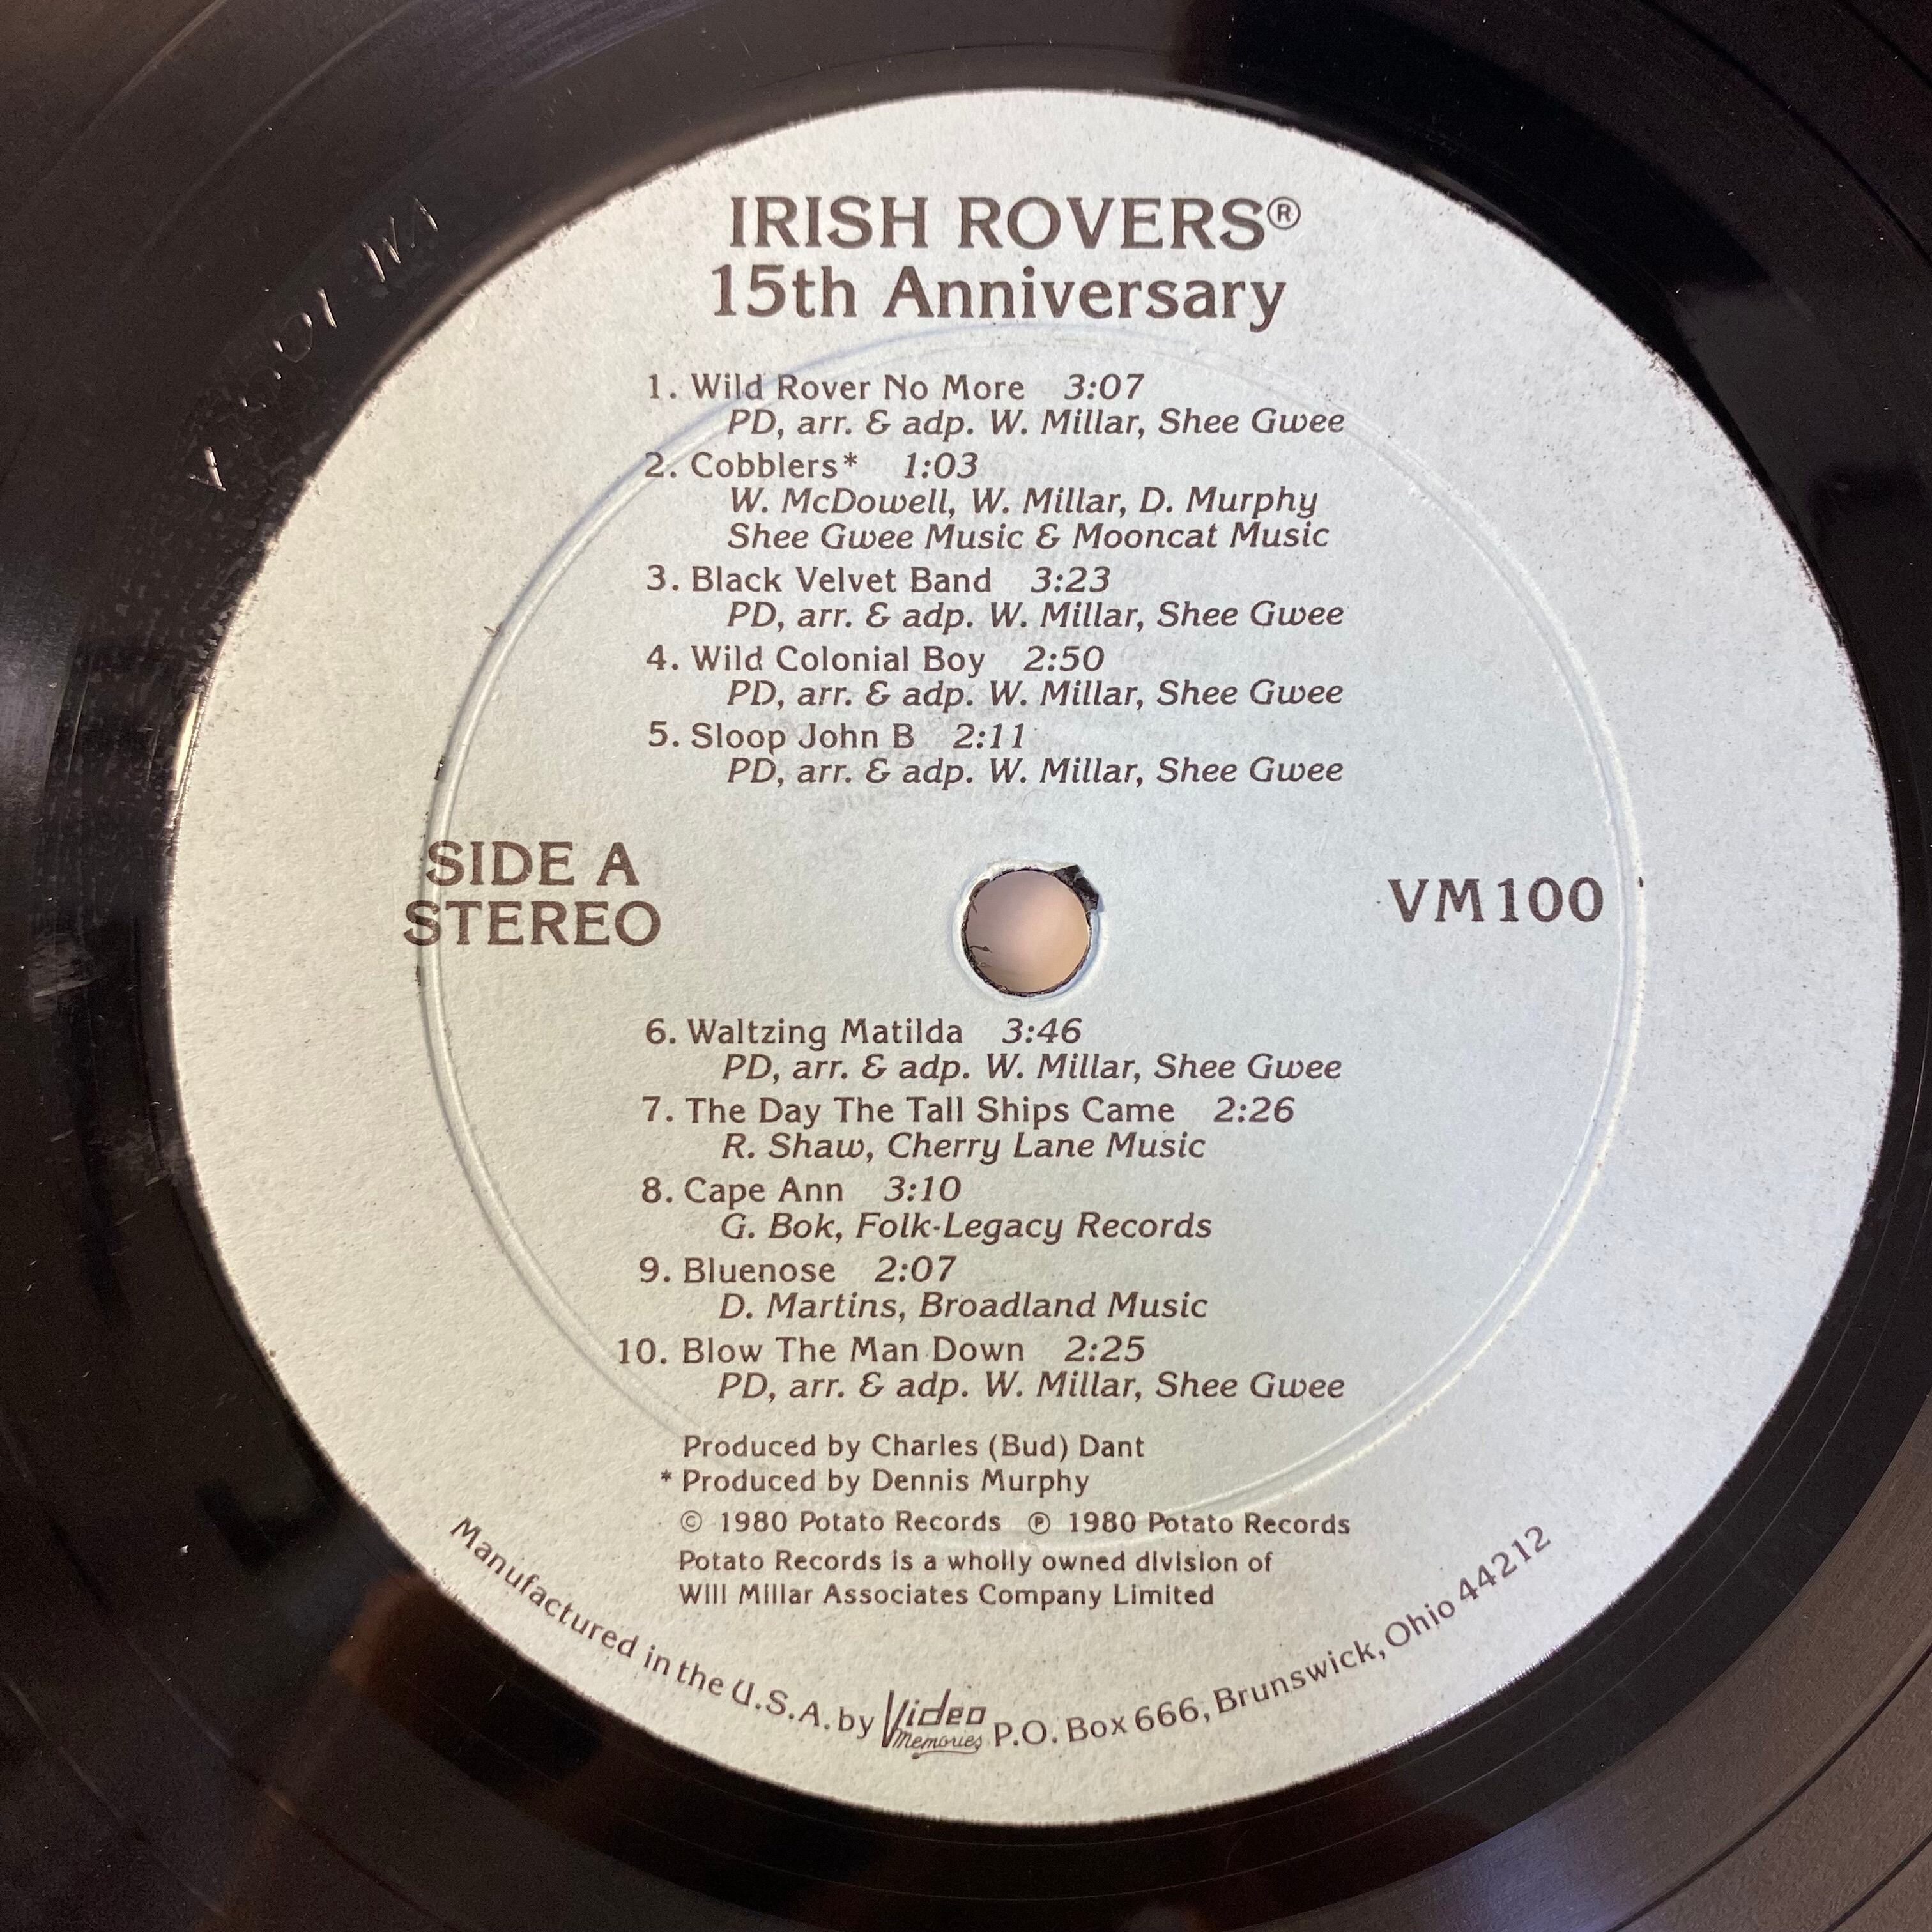 IRISH ROVERS®
15th Anniversary
1. Wild Rover No More 3:07
PD, arr. & adp. W. Millar, Shee Gwee
2. Cobblers* 1:03
W. McDowell, W. Millar, D. Murphy
Shee Gwee Music & Mooncat Music
3. Black Velvet Band 3:23
PD, arr. & adp. W. Millar, Shee Gwee
4. Wild Colonial Boy 2:50
PD, arr. & adp. W. Millar, Shee Gwee
5. Sloop John B 2:11
PD, arr. & adp. W. Millar, Shee Gwee
SIDE A
STEREO
VM100
6. Waltzing Matilda 3:46
PD, arr. & adp. W. Millar, Shee Gwee
7. The Day The Tall Ships Came 2:26
R. Shaw, Cherry Lane Music
8. Cape Ann 3:10
G. Bok, Folk-Legacy Records
9. Bluenose 2:07
D. Martins, Broadland Music
10. Blow The Man Down 2:25
PD, arr. & adp. W. Millar, Shee Gwee
Produced by Charles (Bud) Dant
* Produced by Dennis Murphy
© 1980 Potato Records ℗ 1980 Potato Records
Potato Records is a wholly owned division of
Will Millar Associates Company Limited
Manufactured in the U.S.A. by Video Memories P.O. Box 666, Brunswick, Ohio 44212